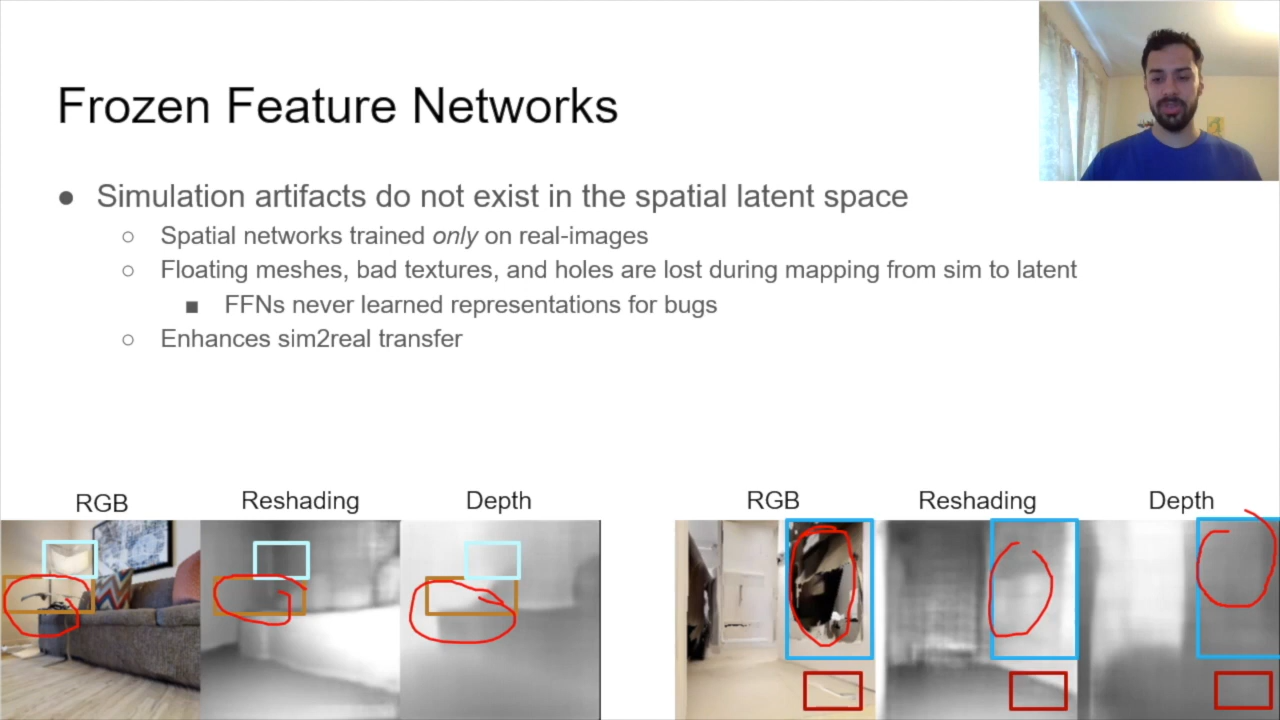 Frozen Feature Networks
● Simulation artifacts do not exist in the spatial latent space
○ Spatial networks trained only on real-images
○ Floating meshes, bad textures, and holes are lost during mapping from sim to latent
■ FFNs never learned representations for bugs
○ Enhances sim2real transfer
RGB Reshading Depth RGB Reshading Depth